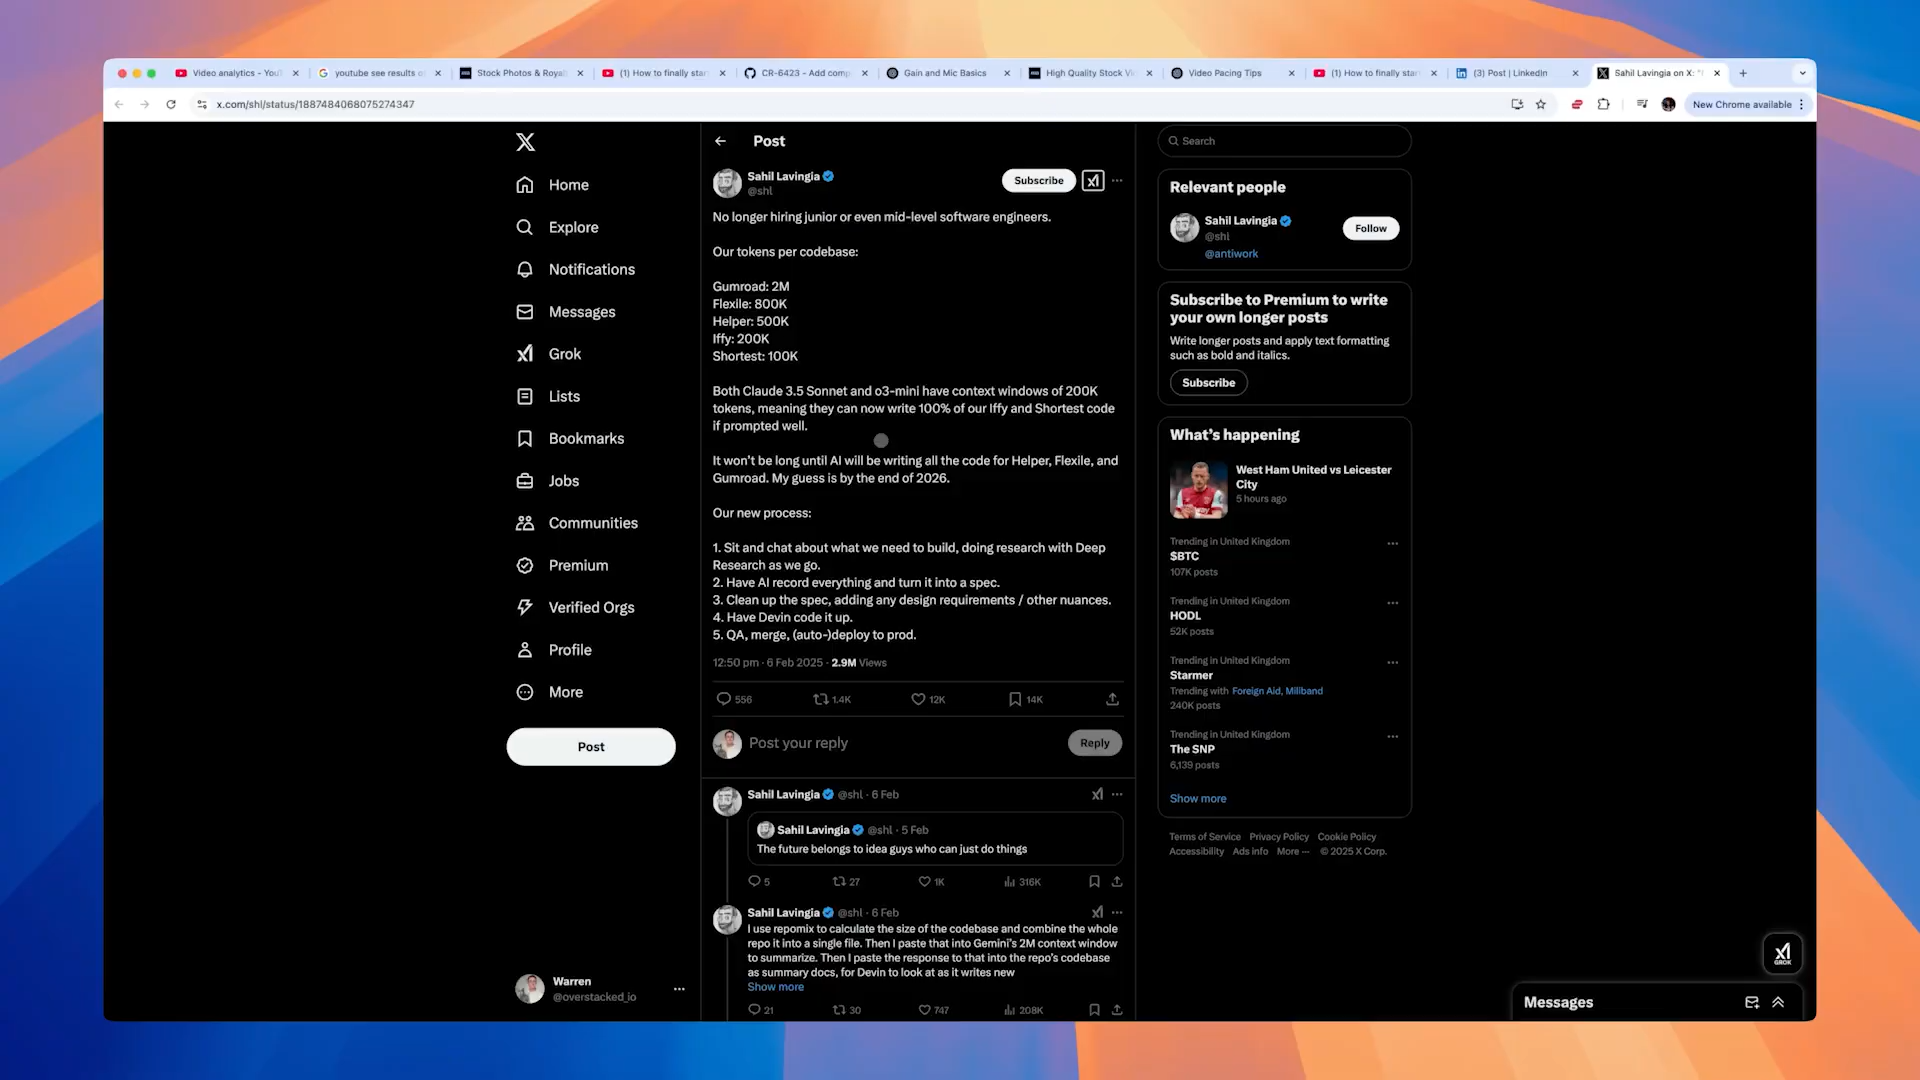 Video analytics - You
youtube see results o
Stock Photos & Royal
(1) How to finally star
CR-6423 - Add comp
Gain and Mic Basics
High Quality Stock Vi
Video Pacing Tips
(1) How to finally star
(3) Post | LinkedIn
Sahil Lavingia on X: "
x.com/shl/status/1887484068075274347
New Chrome available
Home
Explore
Notifications
Messages
Grok
Lists
Bookmarks
Jobs
Communities
Premium
Verified Orgs
Profile
More
Post
Warren
@overstacked_io
Post
Sahil Lavingia
@shl
Subscribe
No longer hiring junior or even mid-level software engineers.
Our tokens per codebase:
Gumroad: 2M
Flexile: 800K
Helper: 500K
Iffy: 200K
Shortest: 100K
Both Claude 3.5 Sonnet and o3-mini have context windows of 200K
tokens, meaning they can now write 100% of our Iffy and Shortest code
if prompted well.
It won't be long until AI will be writing all the code for Helper, Flexile, and
Gumroad. My guess is by the end of 2026.
Our new process:
1. Sit and chat about what we need to build, doing research with Deep
Research as we go.
2. Have AI record everything and turn it into a spec.
3. Clean up the spec, adding any design requirements / other nuances.
4. Have Devin code it up.
5. QA, merge, (auto-)deploy to prod.
12:50 pm · 6 Feb 2025 · 2.9M Views
556 1.4K 12K 14K
Post your reply
Reply
Sahil Lavingia @shl · 6 Feb
Sahil Lavingia @shl · 5 Feb
The future belongs to idea guys who can just do things
5 27 1K 316K
Sahil Lavingia @shl · 6 Feb
I use repomix to calculate the size of the codebase and combine the whole
repo it into a single file. Then I paste that into Gemini's 2M context window
to summarize. Then I paste the response to that into the repo's codebase
as summary docs, for Devin to look at as it writes new
Show more
21 30 747 208K
Search
Relevant people
Sahil Lavingia
@shl
Follow
@antiwork
Subscribe to Premium to write
your own longer posts
Write longer posts and apply text formatting
such as bold and italics.
Subscribe
What's happening
West Ham United vs Leicester
City
5 hours ago
Trending in United Kingdom
$BTC
107K posts
Trending in United Kingdom
HODL
52K posts
Trending in United Kingdom
Starmer
Trending with Foreign Aid, Miliband
240K posts
Trending in United Kingdom
The SNP
6,139 posts
Show more
Terms of Service Privacy Policy Cookie Policy
Accessibility Ads info More ··· © 2025 X Corp.
GROK
Messages